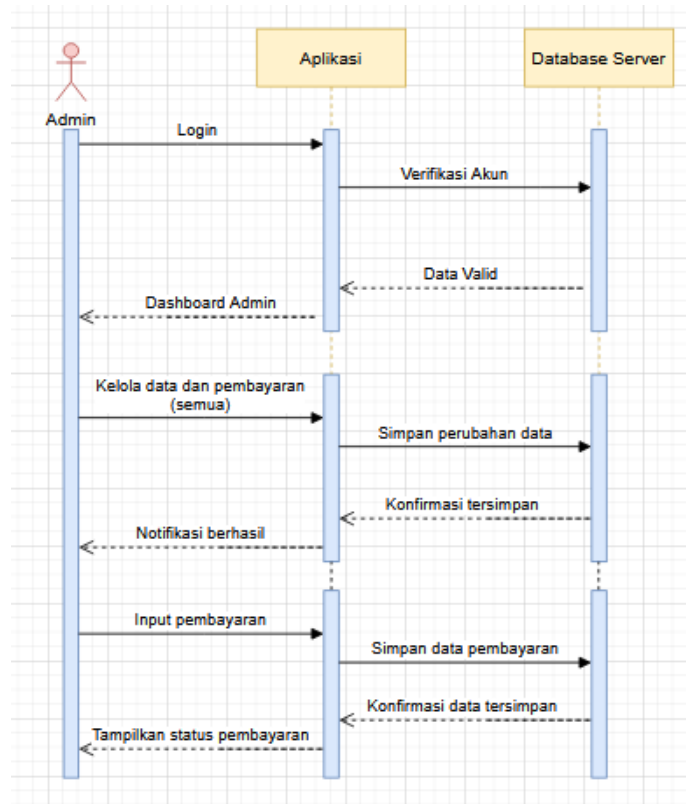 Aplikasi
Database Server
Admin
Login
Verifikasi Akun
Data Valid
Dashboard Admin
Kelola data dan pembayaran
(semua)
Simpan perubahan data
Konfirmasi tersimpan
Notifikasi berhasil
Input pembayaran
Simpan data pembayaran
Konfirmasi data tersimpan
Tampilkan status pembayaran